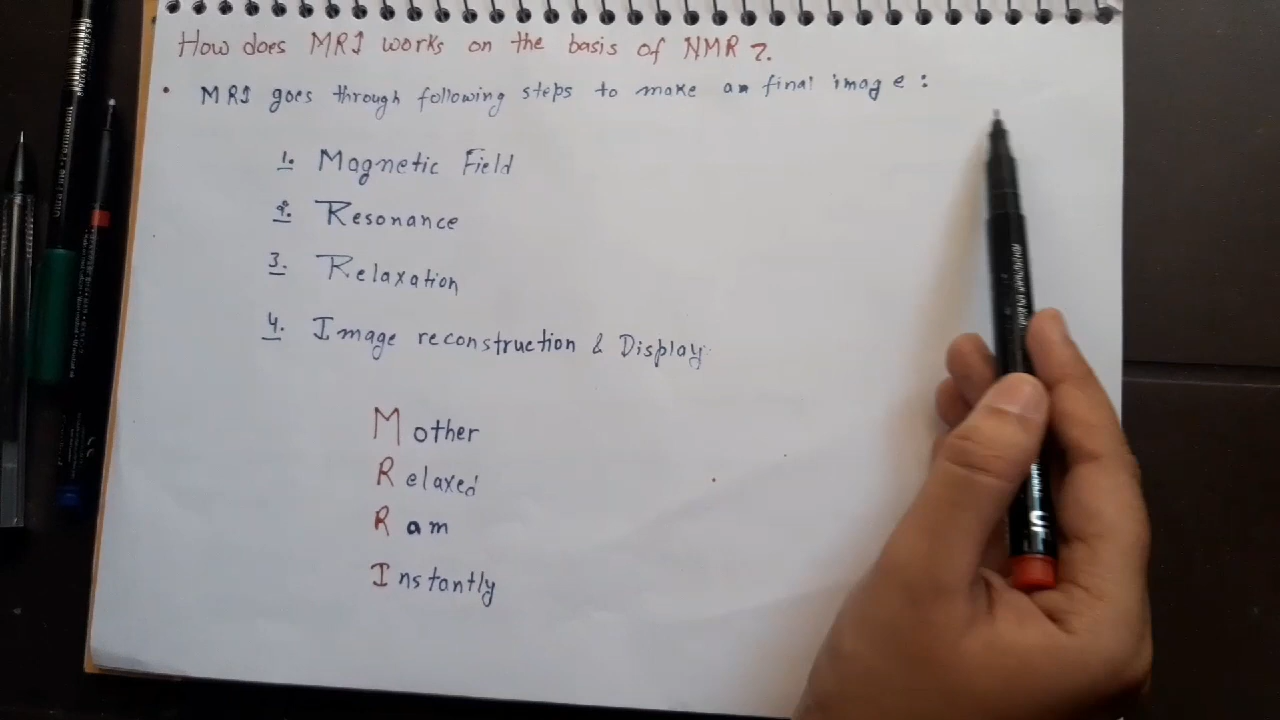 How does MRI works on the basis of NMR ?.
• MRI goes through following steps to make an final image :
1. Magnetic Field
2. Resonance
3. Relaxation
4. Image reconstruction & Display
Mother
Relaxed
Ram
Instantly